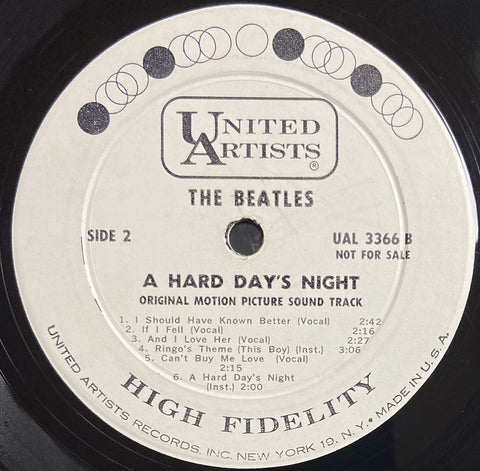 UNITED
ARTISTS
®
THE BEATLES
SIDE 2
UAL 3366 B
NOT FOR SALE
A HARD DAY'S NIGHT
ORIGINAL MOTION PICTURE SOUND TRACK
1. I Should Have Known Better (Vocal) 2:42
2. If I Fell (Vocal) 2:16
3. And I Love Her (Vocal) 2:27
4. Ringo's Theme (This Boy) (Inst.) 3:06
5. Can't Buy Me Love (Vocal)
2:15
6. A Hard Day's Night
(Inst.) 2:00
HIGH FIDELITY
UNITED ARTISTS RECORDS, INC. NEW YORK 19, N.Y. • MADE IN U.S.A.